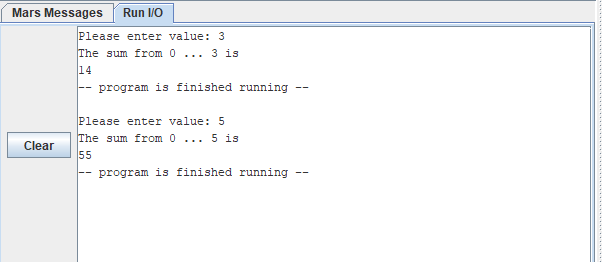 Mars Messages Run I/O
Please enter value: 3
The sum from 0 ... 3 is
14
-- program is finished running --
Please enter value: 5
The sum from 0 ... 5 is
55
-- program is finished running --
Clear